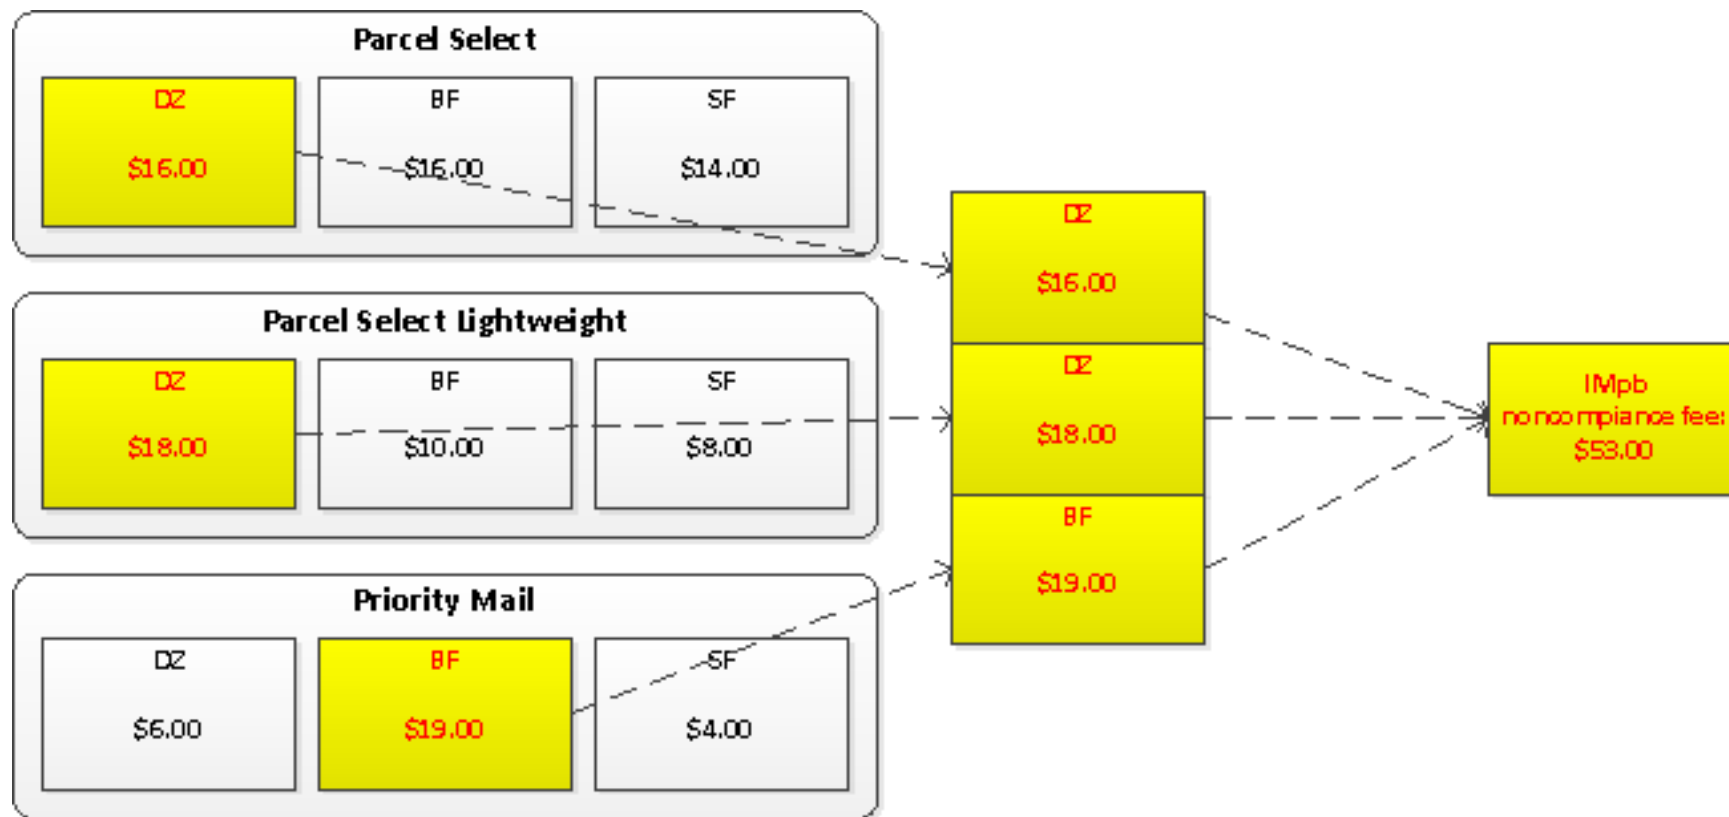 Parcel Select
DZ
$16.00
BF
$16.00
SF
$14.00
Parcel Select Lightweight
DZ
$18.00
BF
$10.00
SF
$8.00
Priority Mail
DZ
$6.00
BF
$19.00
SF
$4.00
DZ
$16.00
DZ
$18.00
BF
$19.00
IMpb
noncompiance fee:
$53.00